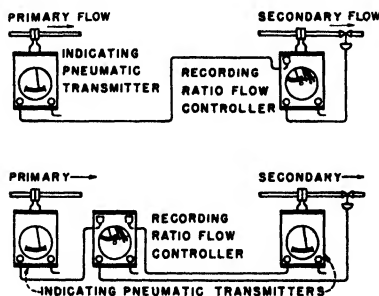 PRIMARY FLOW
SECONDARY FLOW
INDICATING
PNEUMATIC
TRANSMITTER
RECORDING
RATIO FLOW
CONTROLLER
PRIMARY
SECONDARY
RECORDING
RATIO FLOW
CONTROLLER
INDICATING PNEUMATIC TRANSMITTERS